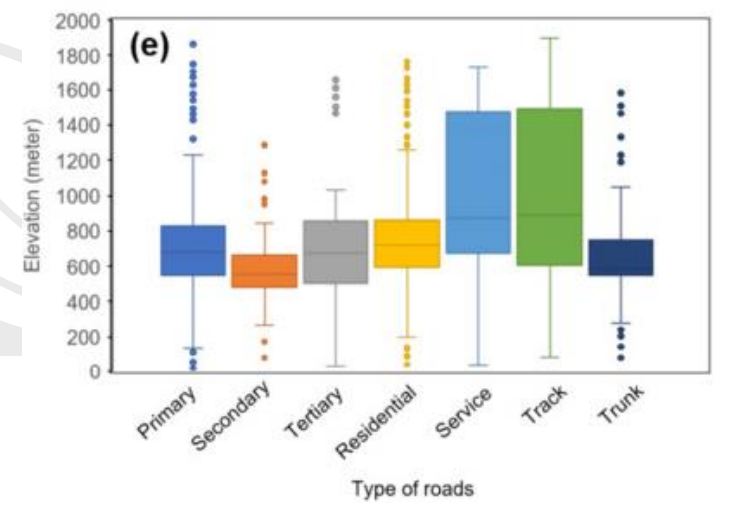 (e)
Elevation (meter)
2000
1800
1600
1400
1200
1000
800
600
400
200
0
Primary
Secondary
Tertiary
Residential
Service
Track
Trunk
Type of roads